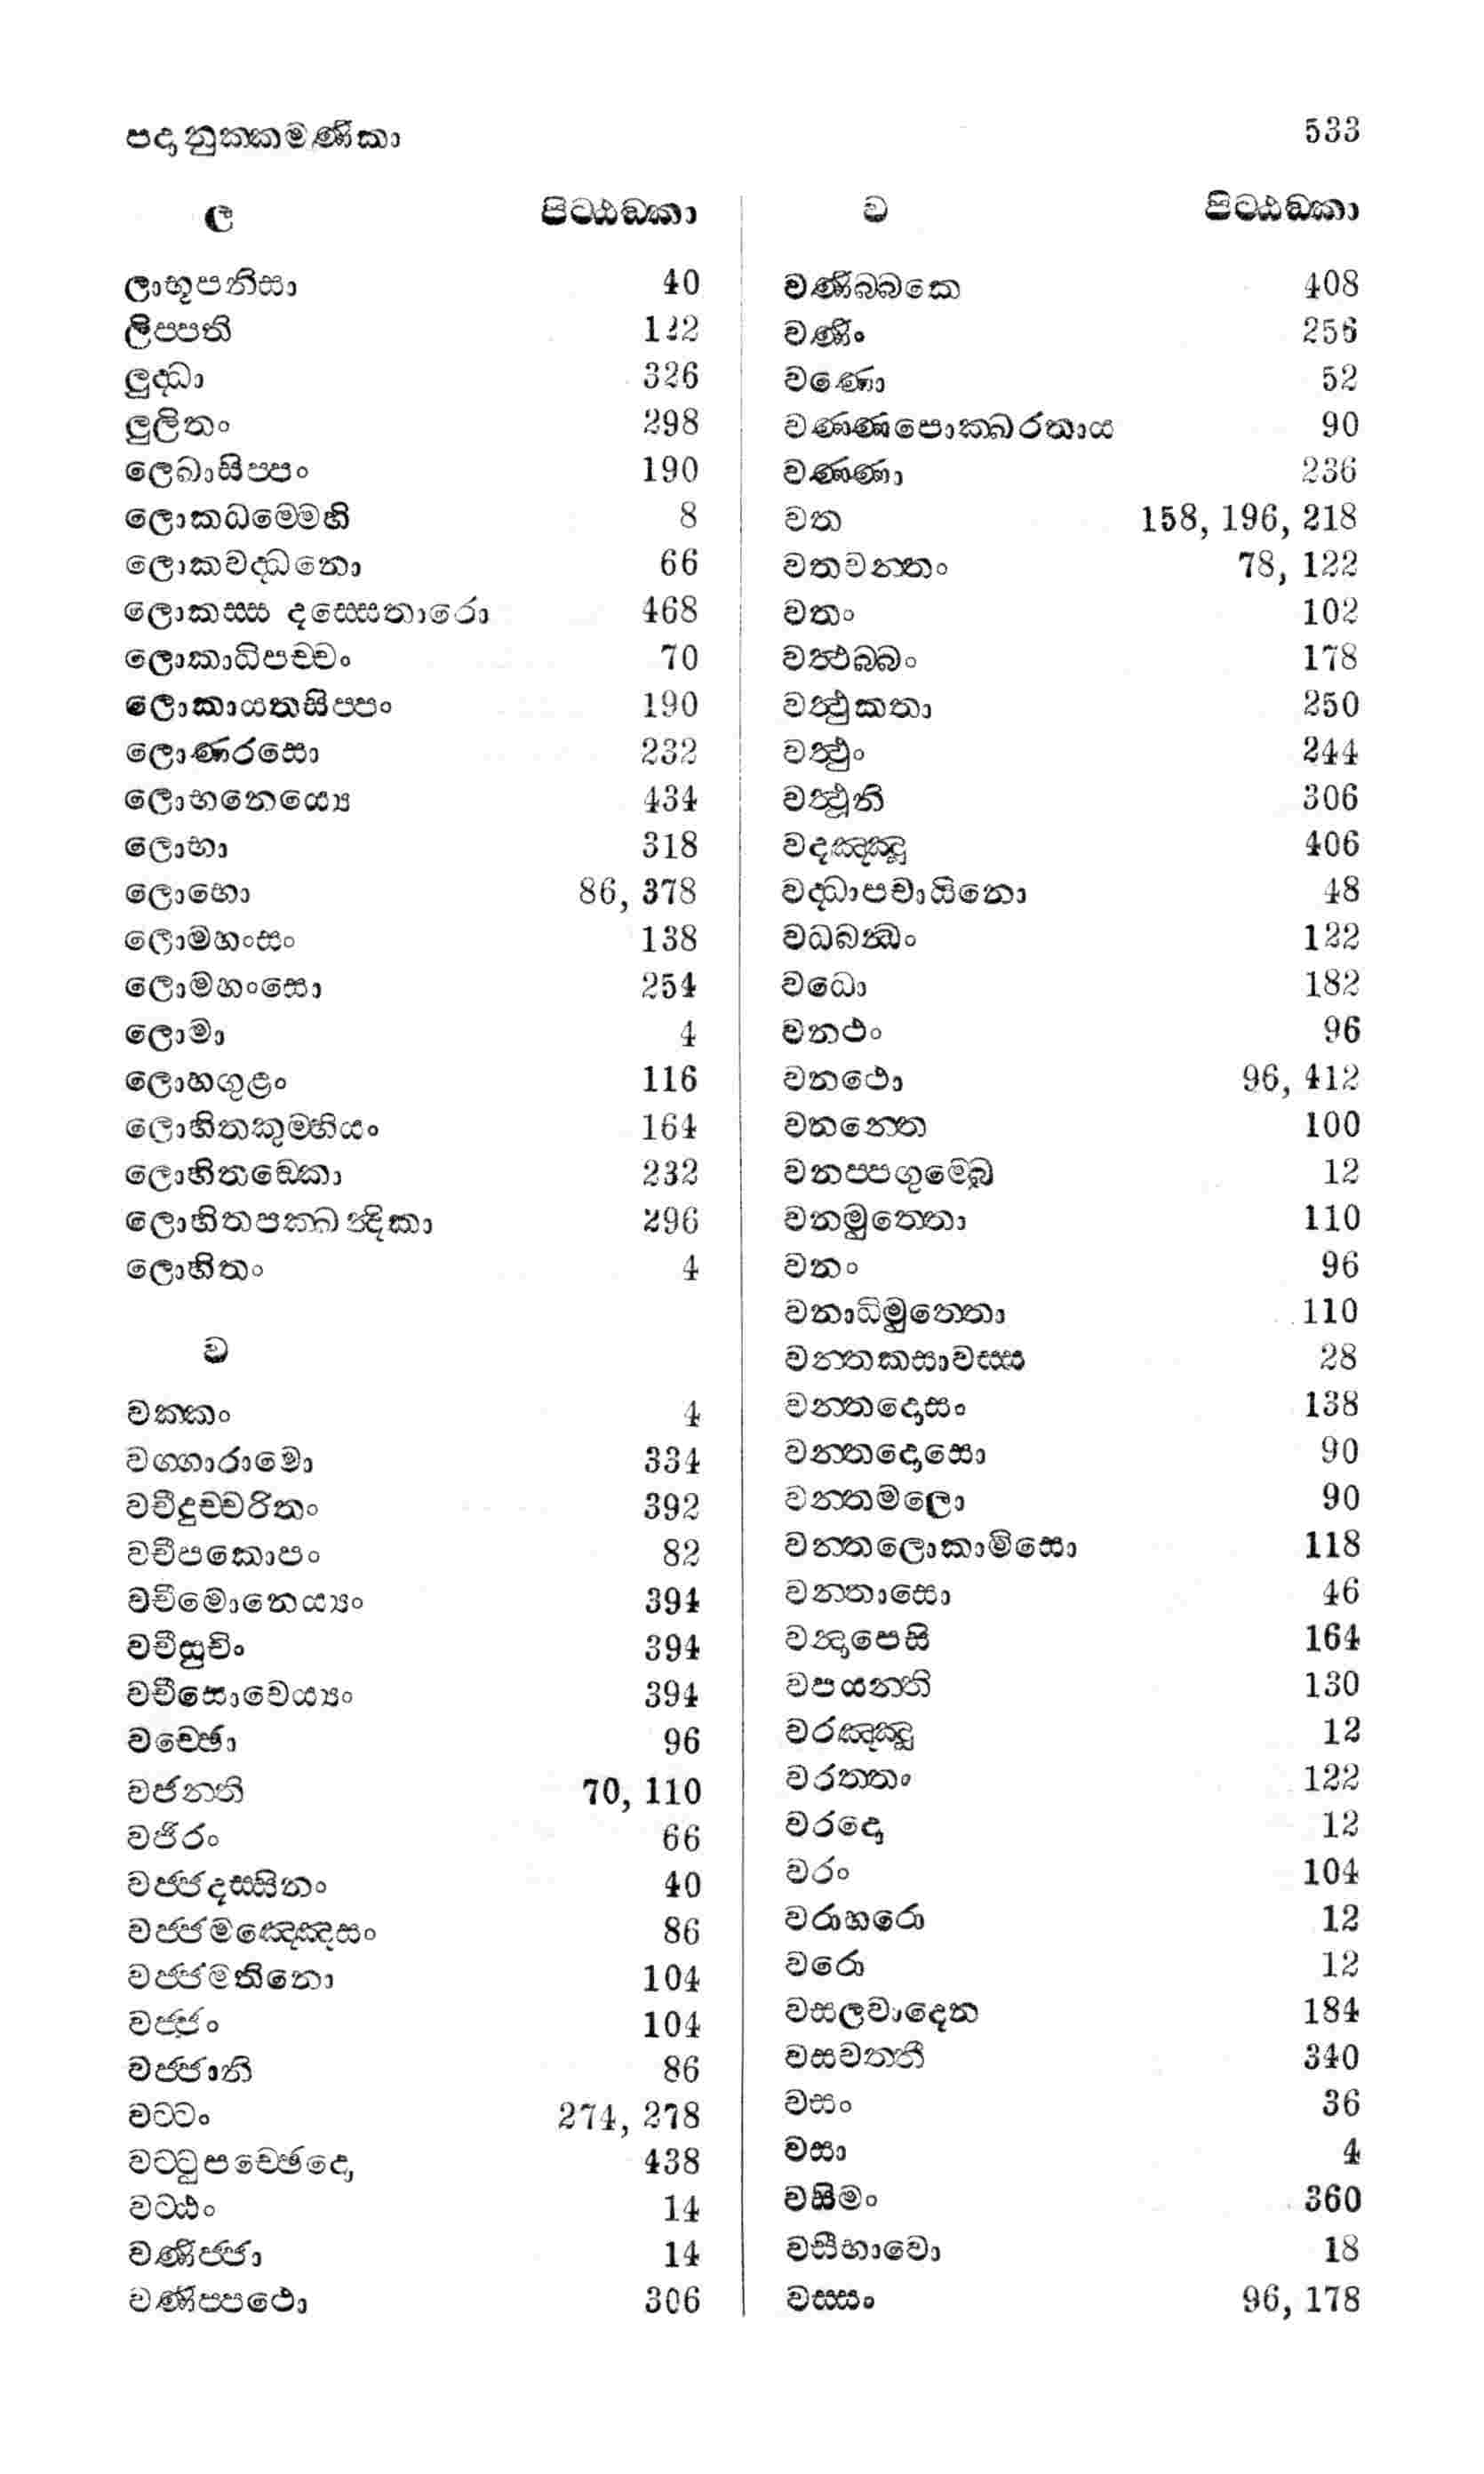 පදානුක‍්කමණිකා 533
ල පිට‍්ඨඞ‍්කා
ලාභූපනිසා 40
ලිප‍්පති 122
ලුද‍්ධා 326
ලුලිතං 298
ලෙඛාසිප‍්පං 190
ලොකධම‍්මෙහි 8
ලොකවද‍්ධනො 66
ලොකස‍්ස දස‍්සෙතාරො 468
ලොකාධිපච‍්චං 70
ලොකායතසිප‍්පං 190
ලොණරසො 232
ලොභනෙය්‍යෙ 434
ලොභා 318
ලොභො 86, 378
ලොමහංසං 138
ලොමහංසො 254
ලොමා 4
ලොහගුළං 116
ලොහිතකුම‍්භියං 164
ලොහිතඞ‍්කො 232
ලොහිතපක‍්ඛන්‍දිකා 296
ලොහිතං 4
ව
වක‍්කං 4
වග‍්ගාරාමො 334
වචීදුච‍්චරිතං 392
වචීපකොපං 82
වචීමොනෙය්‍යං 394
වචීසුචිං 394
වචීසොචෙය්‍යං 394
වච‍්ඡො 96
වජන‍්ති 70, 110
වජිරං 66
වජ‍්ජදස‍්සිනං 40
වජ‍්ජමඤ‍්ඤෙසං 86
වජ‍්ජමතිනො 104
වජ‍්ජං 104
වජ‍්ජානි 86
වට‍්ටං 274, 278
වට‍්ටුපච‍්ඡෙදො 438
වට‍්ඨං 14
වණිජ‍්ජා 14
වණිප‍්පථො 306
ව පිට‍්ඨඞ‍්කා
වණිබ‍්බකෙ 408
වණිං 256
වණො 52
වණ‍්ණපොක‍්ඛරතාය 90
වණ‍්ණා 236
වත 158, 196, 218
වතවන‍්තං 78, 122
වතං 102
වත්‍ථබ‍්බං 178
වත්‍ථුකතා 250
වත්‍ථුං 244
වත්‍ථූනි 306
වදඤ‍්ඤූ 406
වද‍්ධාපචායිනො 48
වධබන්‍ධං 122
වධො 182
වනථං 96
වනථො 96, 412
වනන‍්තෙ 100
වනප‍්පගුම‍්බෙ 12
වනමුත‍්තො 110
වනං 96
වනාධිමුත‍්තො 110
වන‍්තකසාවස‍්ස 28
වන‍්තදොසං 138
වන‍්තදොසො 90
වන‍්තමලො 90
වන‍්තලොකාමිසො 118
වන‍්තාසො 46
වන්‍දාපෙසි 164
වපයන‍්ති 130
වරඤ‍්ඤූ 12
වරත‍්තං 122
වරදො 12
වරං 104
වරාහරො 12
වරො 12
වසලවාදෙන 184
වසවත‍්තී 340
වසං 36
වසා 4
වසිමං 360
වසීභාවො 18
වස‍්සං 96, 178